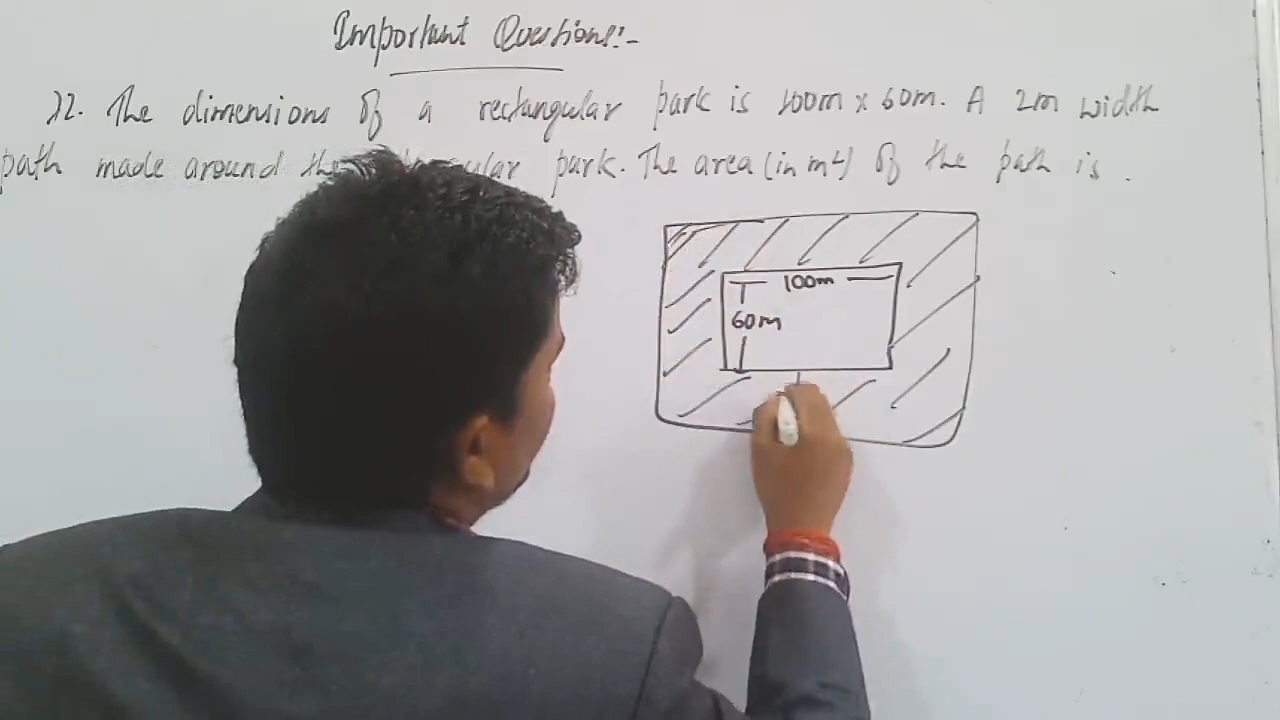 Important Questions:-
22. The dimensions of a rectangular park is 100m x 60m. A 2m width
path made around the park. The area (in m²) of the path is .
100m
60m